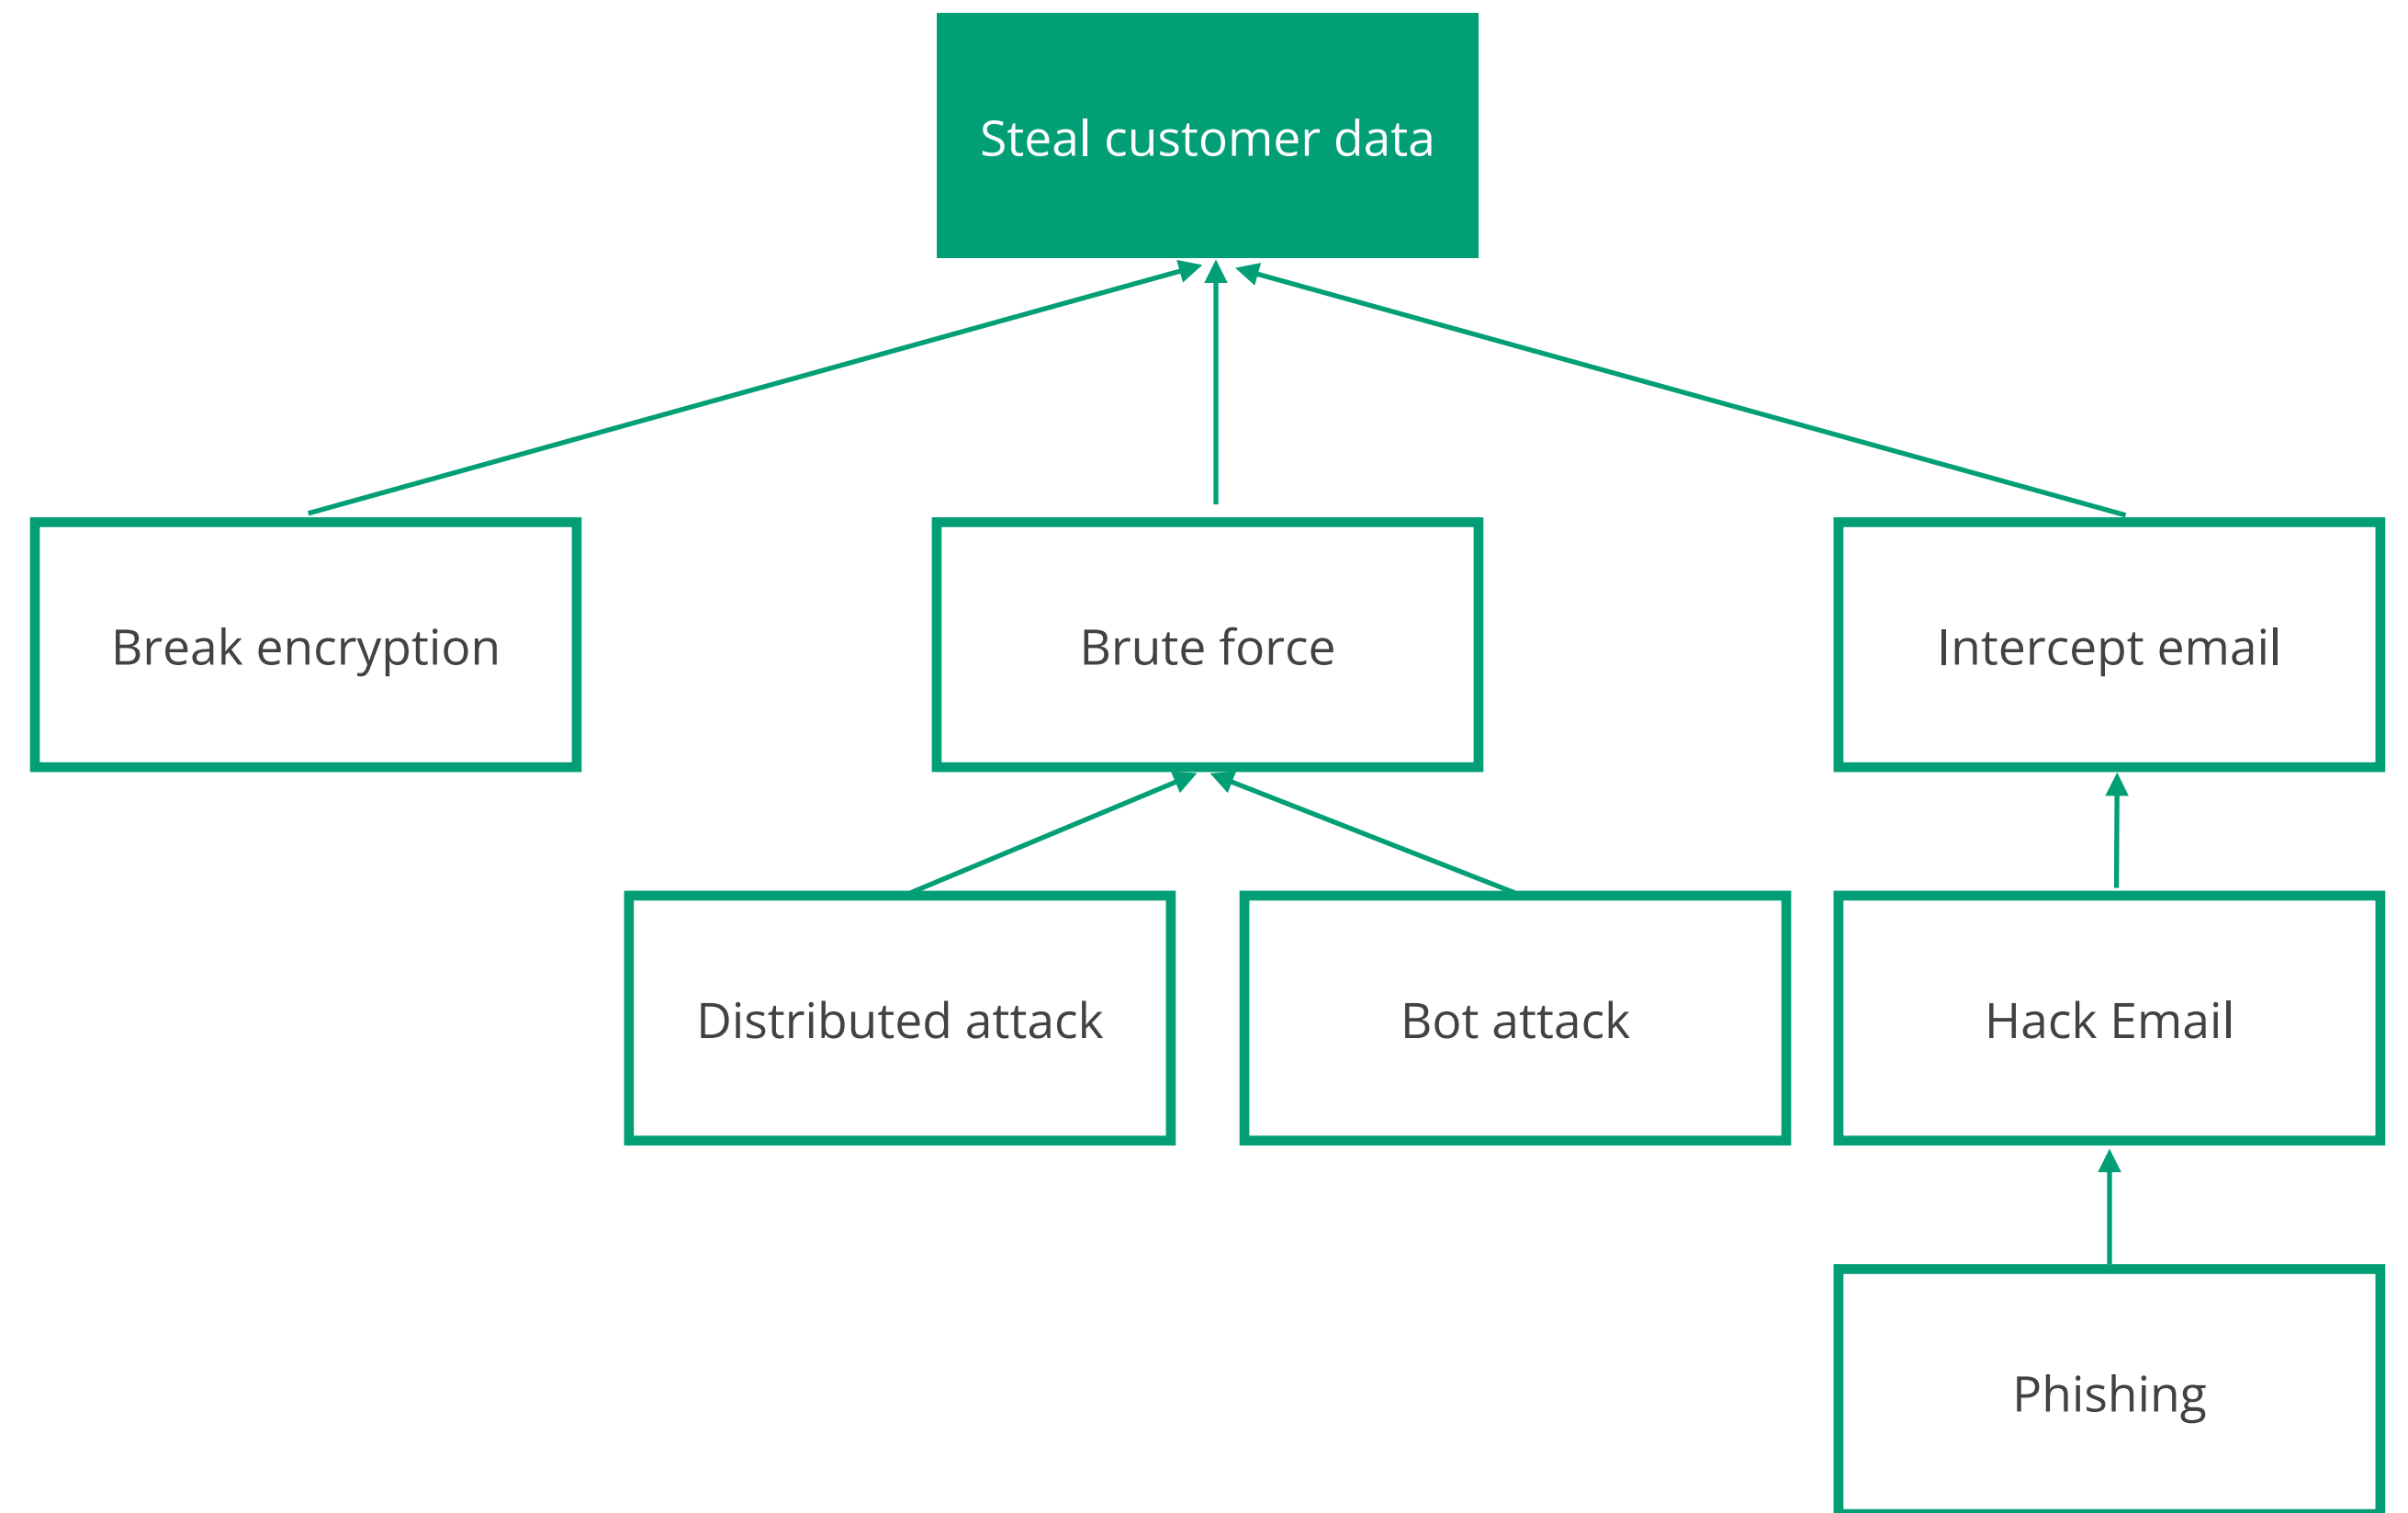 Steal customer data
Break encryption
Brute force
Intercept email
Distributed attack
Bot attack
Hack Email
Phishing